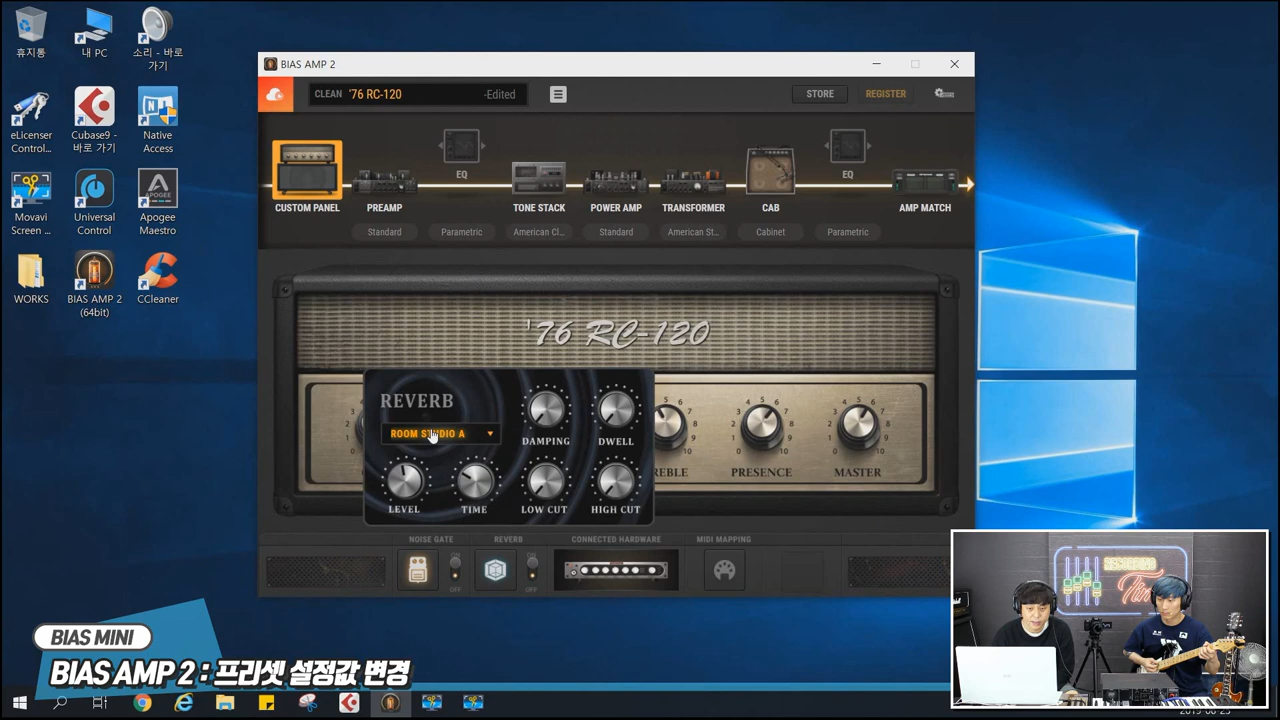 휴지통
내 PC
소리 - 바로 가기
eLicenser Control...
Cubase9 - 바로 가기
Native Access
Movavi Screen ...
Universal Control
Apogee Maestro
WORKS
BIAS AMP 2 (64bit)
CCleaner
BIAS AMP 2
CLEAN '76 RC-120 -Edited
STORE
REGISTER
CUSTOM PANEL
PREAMP
EQ
TONE STACK
POWER AMP
TRANSFORMER
CAB
EQ
AMP MATCH
Standard
Parametric
American Cl...
Standard
American St...
Cabinet
Parametric
'76 RC-120
REVERB
ROOM STUDIO A
DAMPING
DWELL
LEVEL
TIME
LOW CUT
HIGH CUT
PRESENCE
MASTER
NOISE GATE
REVERB
CONNECTED HARDWARE
MIDI MAPPING
ON
OFF
ON
OFF
BIAS MINI
BIAS AMP 2 : 프리셋 설정값 변경